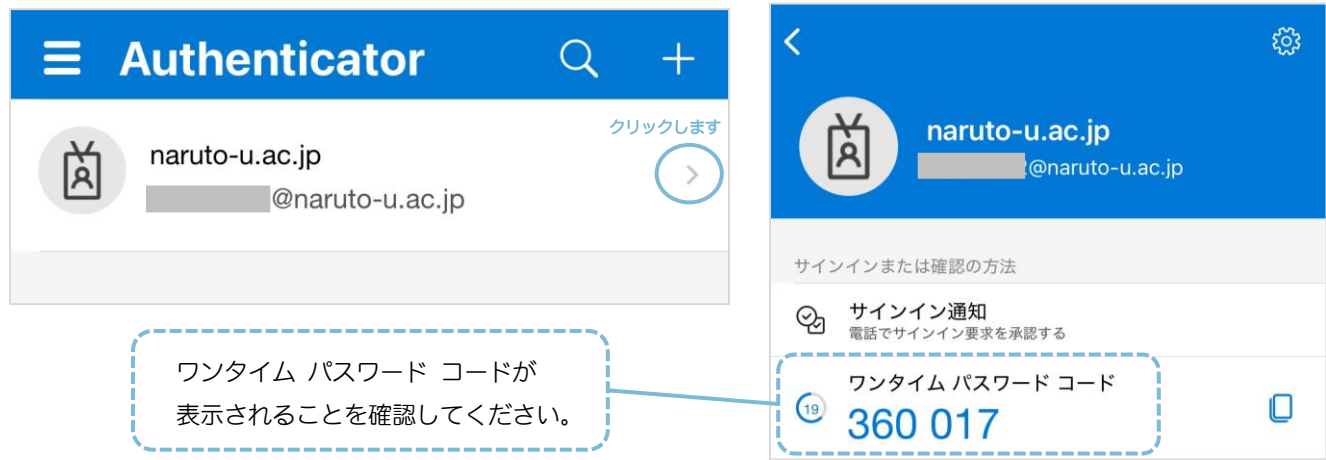 Authenticator
クリックします
naruto-u.ac.jp
@naruto-u.ac.jp
ワンタイム パスワード コードが
表示されることを確認してください。
naruto-u.ac.jp
@naruto-u.ac.jp
サインインまたは確認の方法
サインイン通知
電話でサインイン要求を承認する
ワンタイム パスワード コード
19
360 017